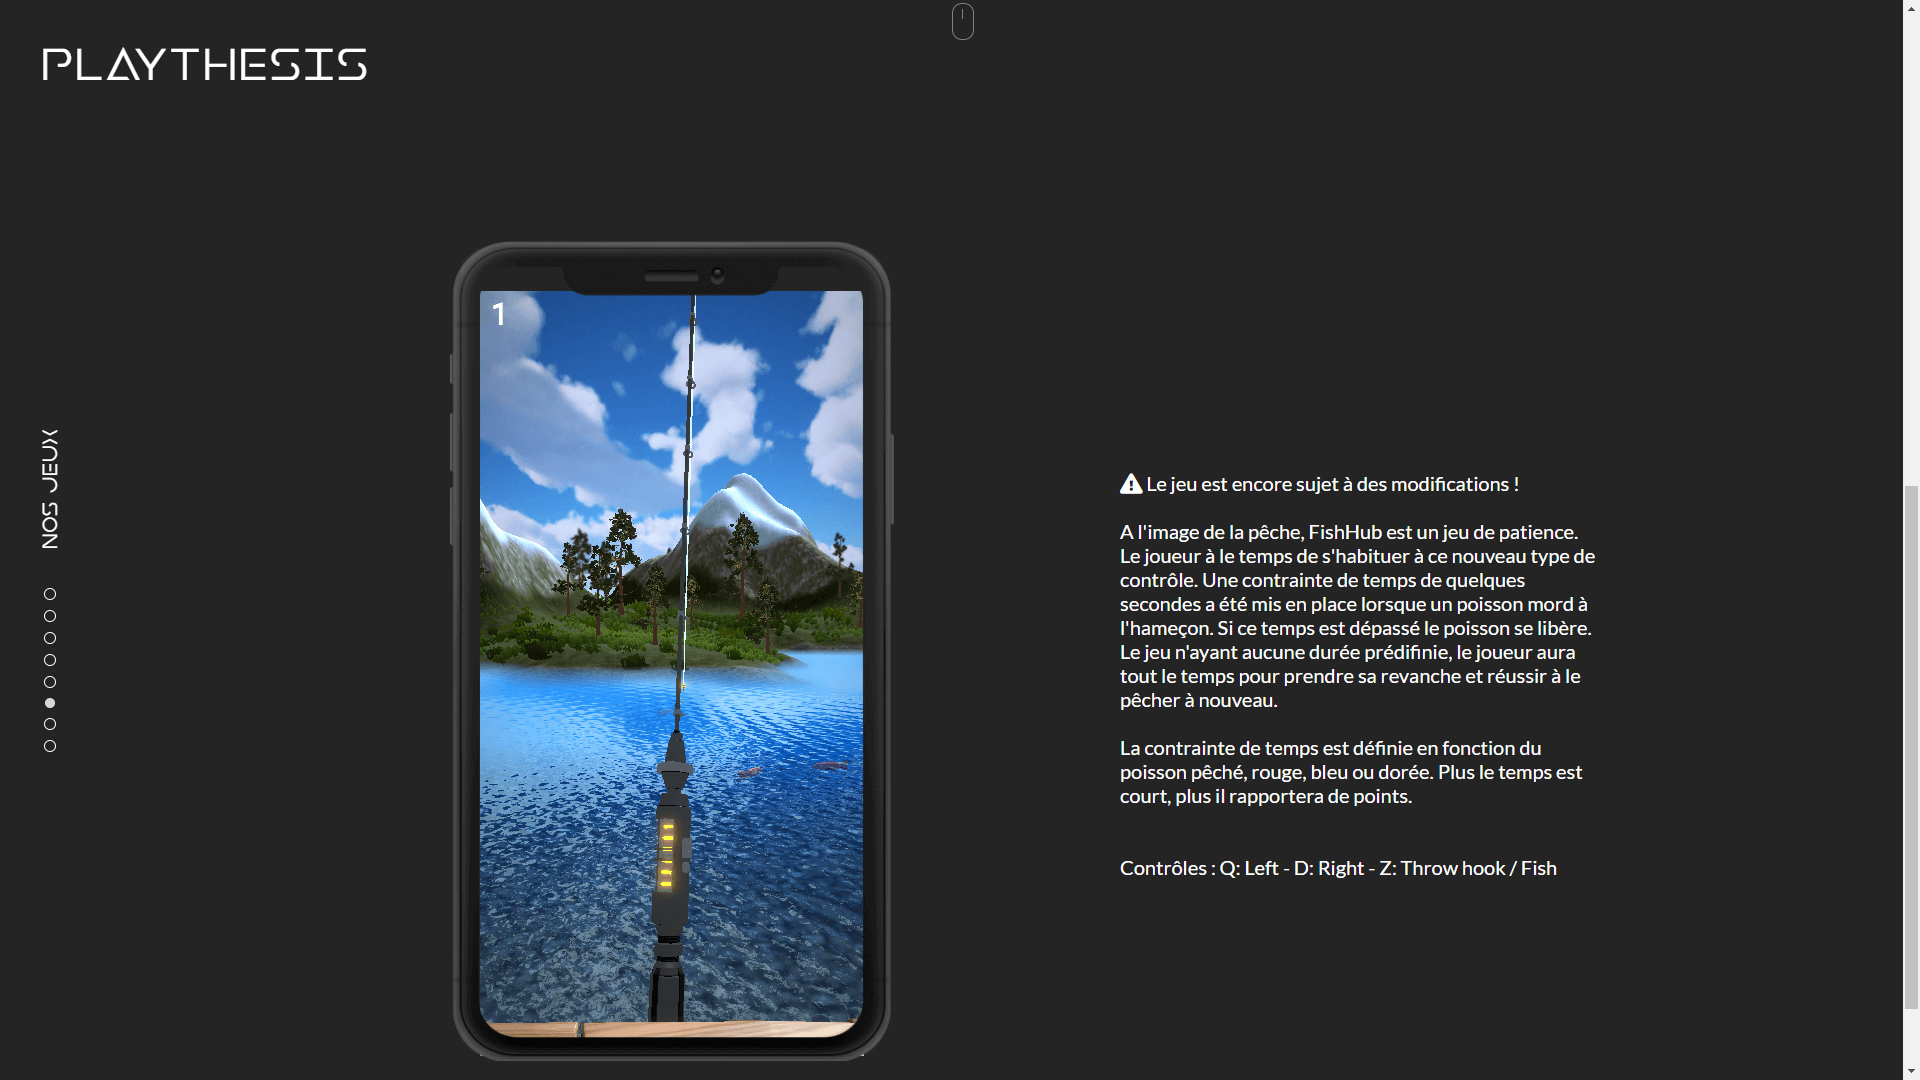 PLAYTHESIS
NOS JEUX
1
Le jeu est encore sujet à des modifications !
A l'image de la pêche, FishHub est un jeu de patience.
Le joueur à le temps de s'habituer à ce nouveau type de
contrôle. Une contrainte de temps de quelques
secondes a été mis en place lorsque un poisson mord à
l'hameçon. Si ce temps est dépassé le poisson se libère.
Le jeu n'ayant aucune durée prédifinie, le joueur aura
tout le temps pour prendre sa revanche et réussir à le
pêcher à nouveau.
La contrainte de temps est définie en fonction du
poisson pêché, rouge, bleu ou dorée. Plus le temps est
court, plus il rapportera de points.
Contrôles : Q: Left - D: Right - Z: Throw hook / Fish